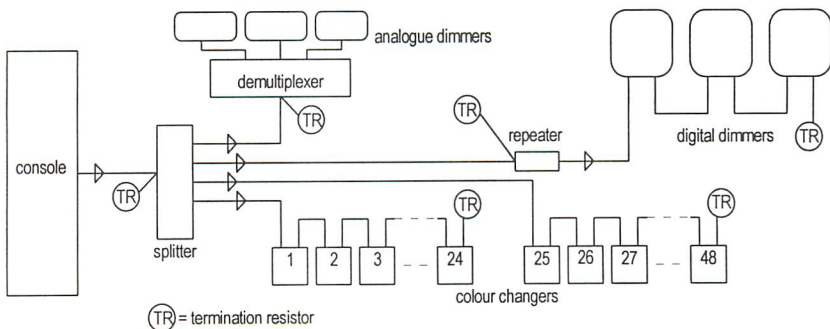 analogue dimmers
demultiplexer
TR
TR
repeater
TR
digital dimmers
console
TR
splitter
TR
TR
1 2 3 24 25 26 27 48
colour changers
TR = termination resistor